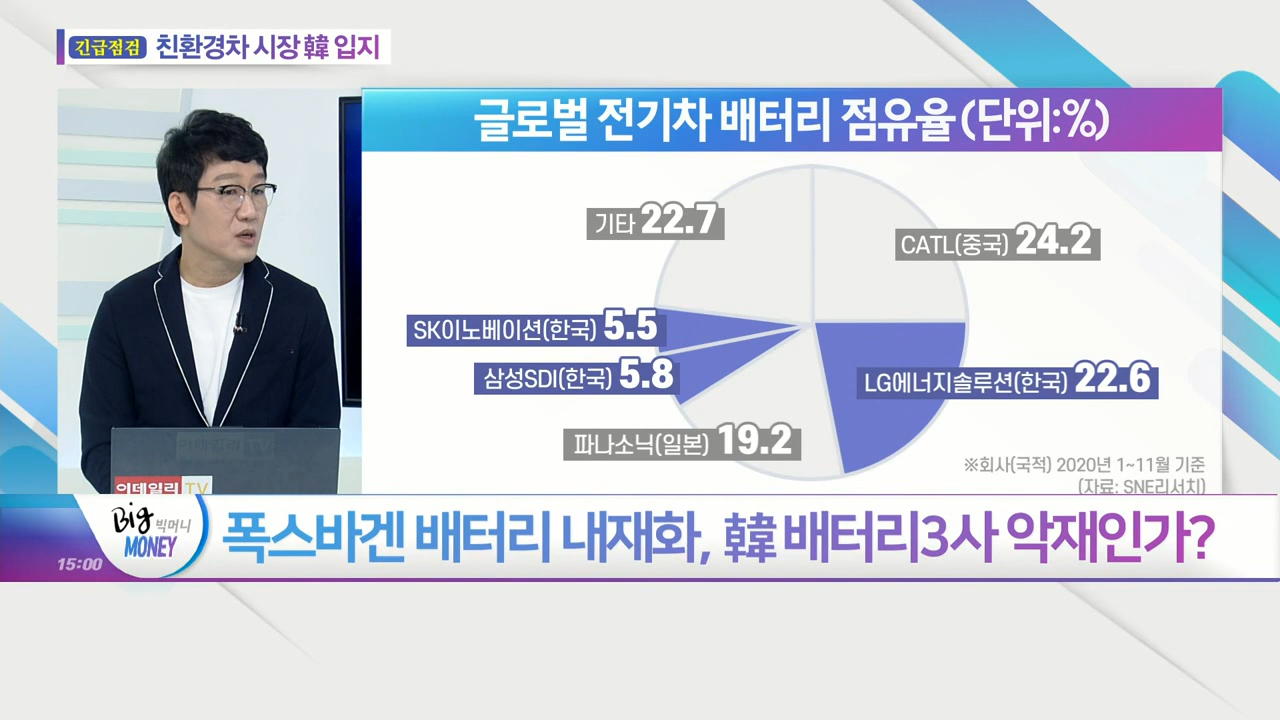 긴급점검 친환경차 시장 韓 입지
글로벌 전기차 배터리 점유율 (단위:%)
기타 22.7
CATL(중국) 24.2
SK이노베이션(한국) 5.5
삼성SDI(한국) 5.8
LG에너지솔루션(한국) 22.6
파나소닉(일본) 19.2
※회사(국적) 2020년 1~11월 기준
(자료: SNE리서치)
이데일리 TV
이데일리 TV
Big 빅머니
MONEY
폭스바겐 배터리 내재화, 韓 배터리3사 악재인가?
15:00